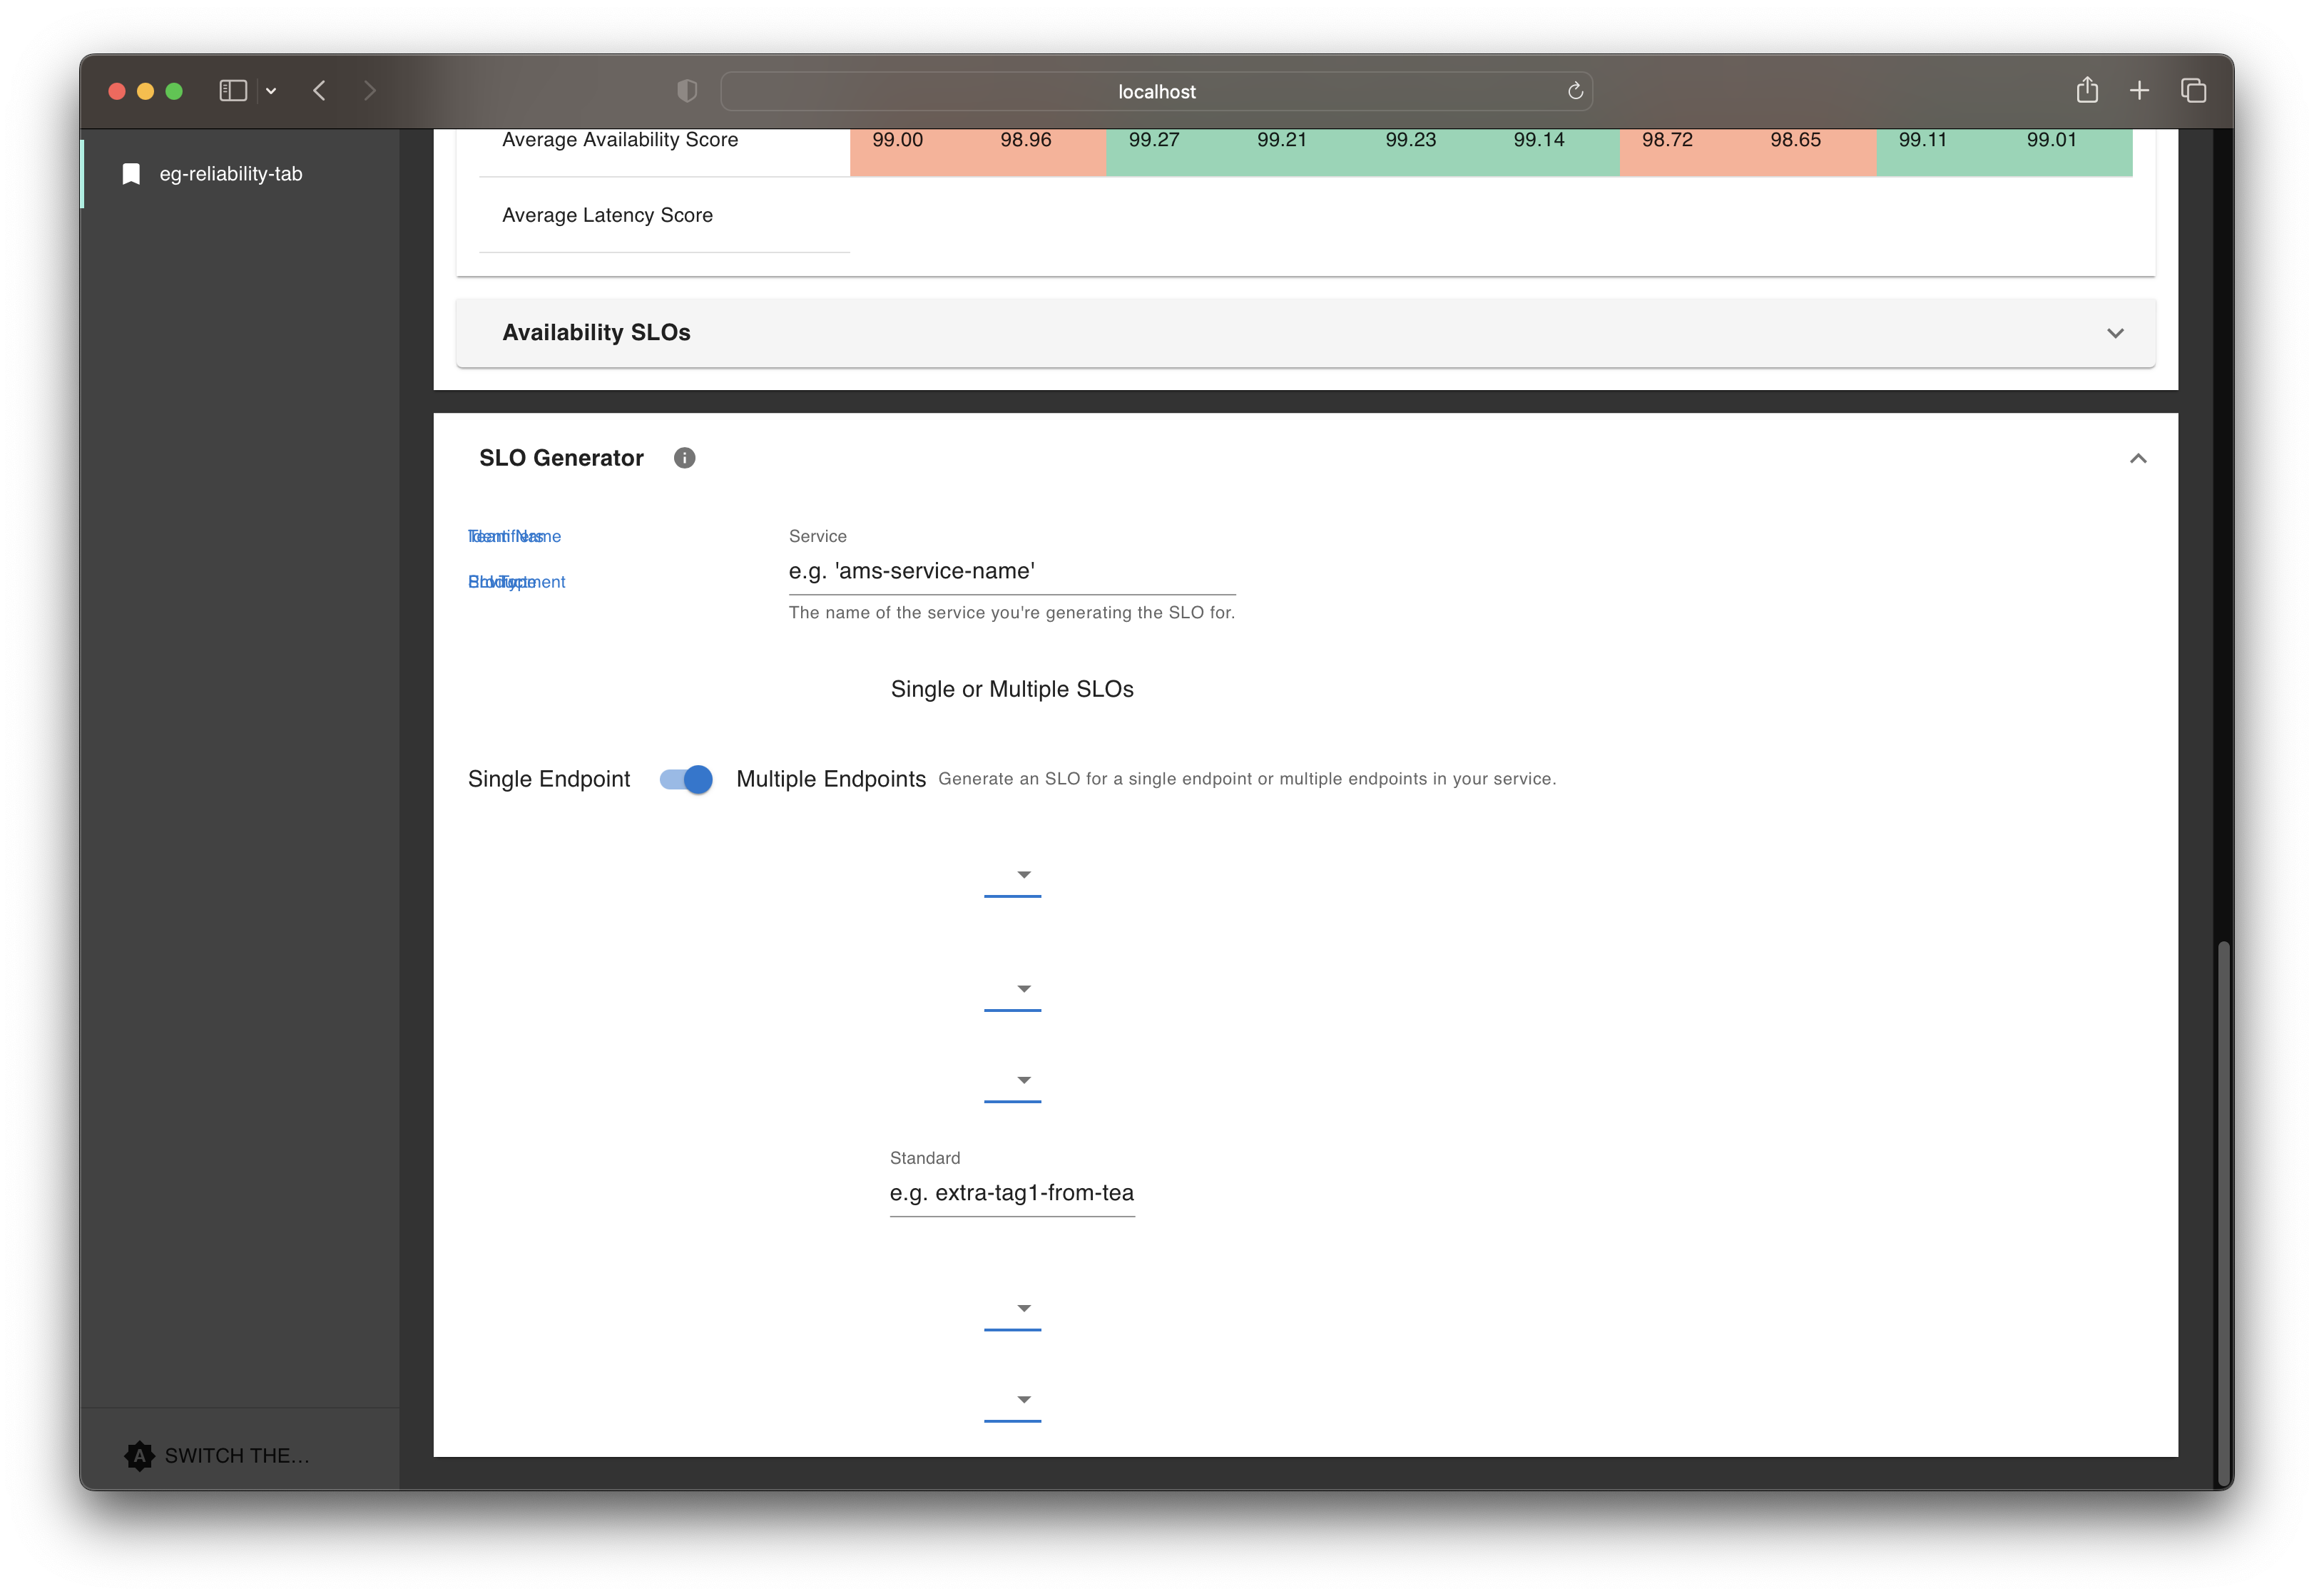 localhost
eg-reliability-tab
Average Availability Score 99.00 98.96 99.27 99.21 99.23 99.14 98.72 98.65 99.11 99.01
Average Latency Score
Availability SLOs
SLO Generator
Service
e.g. 'ams-service-name'
The name of the service you're generating the SLO for.
Single or Multiple SLOs
Single Endpoint Multiple Endpoints Generate an SLO for a single endpoint or multiple endpoints in your service.
Standard
e.g. extra-tag1-from-tea
A SWITCH THE...